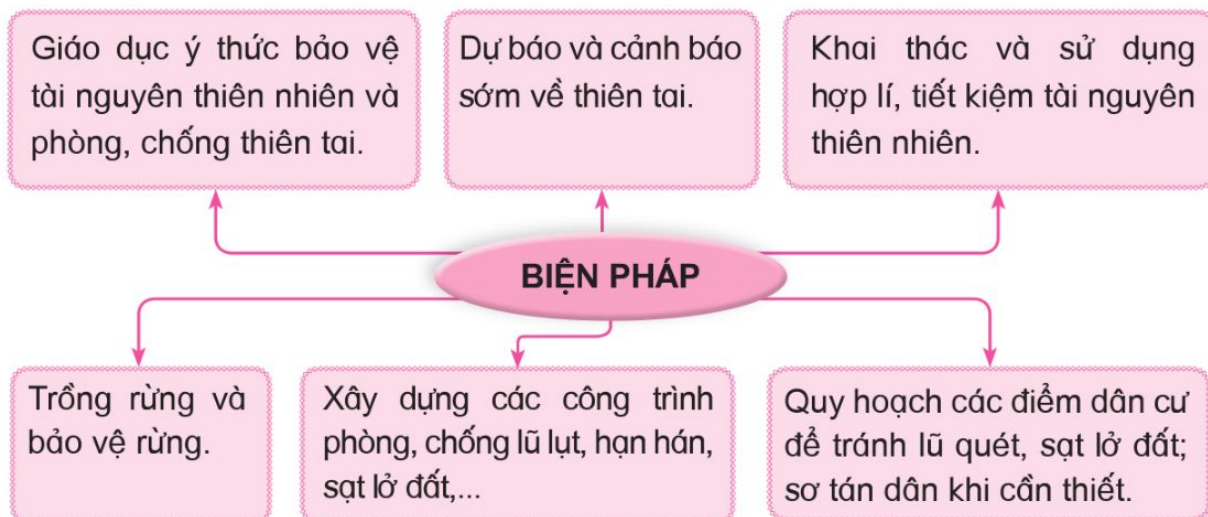 Giáo dục ý thức bảo vệ
tài nguyên thiên nhiên và
phòng, chống thiên tai.
Dự báo và cảnh báo
sớm về thiên tai.
Khai thác và sử dụng
hợp lí, tiết kiệm tài nguyên
thiên nhiên.
BIỆN PHÁP
Trồng rừng và
bảo vệ rừng.
Xây dựng các công trình
phòng, chống lũ lụt, hạn hán,
sạt lở đất,...
Quy hoạch các điểm dân cư
để tránh lũ quét, sạt lở đất;
sơ tán dân khi cần thiết.